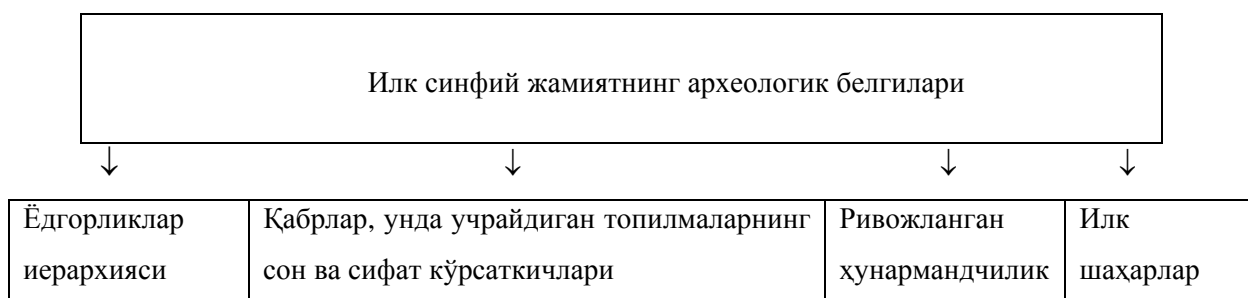 Илк синфий жамиятнинг археологик белгилари
Ёдгорликлар
иерархияси
Қабрлар, унда учрайдиган топилмаларнинг
сон ва сифат кўрсаткичлари
Ривожланган
ҳунармандчилик
Илк
шаҳарлар